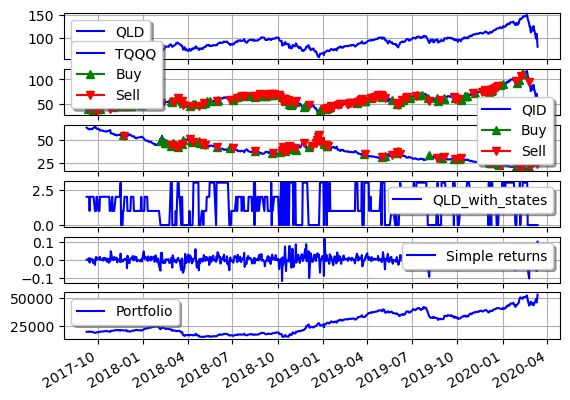 150
100
QLD
TQQQ
Buy
Sell
100
50
QID
Buy
Sell
50
25
2.5
0.0
QLD_with_states
0.1
0.0
−0.1
Simple returns
50000
25000
Portfolio
2017-10
2018-01
2018-04
2018-07
2018-10
2019-01
2019-04
2019-07
2019-10
2020-01
2020-04